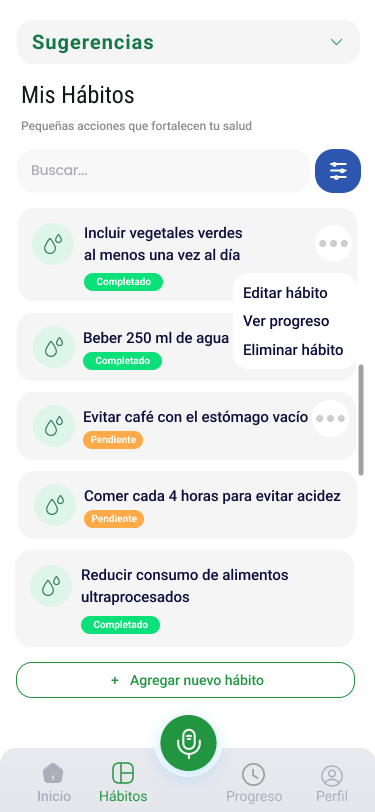 Sugerencias
Mis Hábitos
Pequeñas acciones que fortalecen tu salud
Buscar...
Incluir vegetales verdes
al menos una vez al día
Completado
Editar hábito
Ver progreso
Eliminar hábito
Beber 250 ml de agua
Completado
Evitar café con el estómago vacío
Pendiente
Comer cada 4 horas para evitar acidez
Pendiente
Reducir consumo de alimentos
ultraprocesados
Completado
+ Agregar nuevo hábito
Inicio
Hábitos
Progreso
Perfil